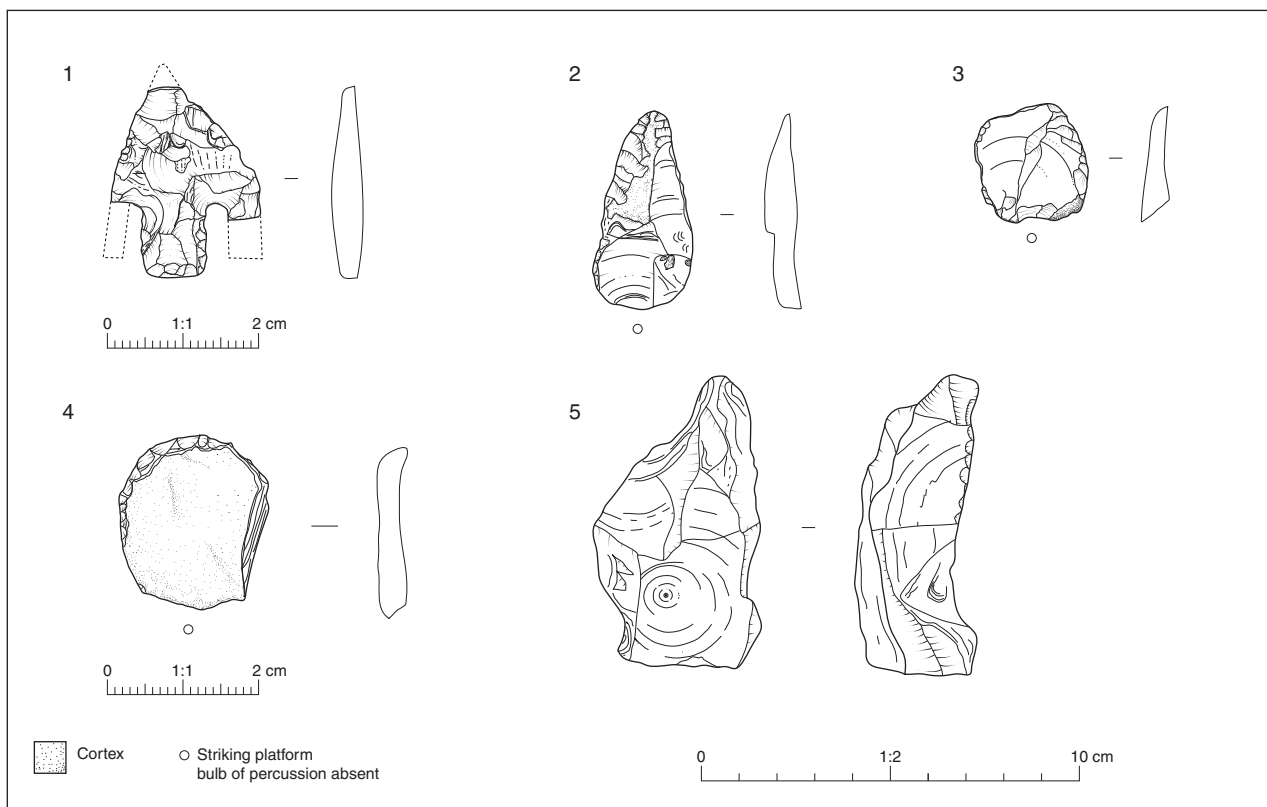 1
2
3
0 1:1 2 cm
4
5
0 1:1 2 cm
Cortex
Striking platform
bulb of percussion absent
0 1:2 10 cm